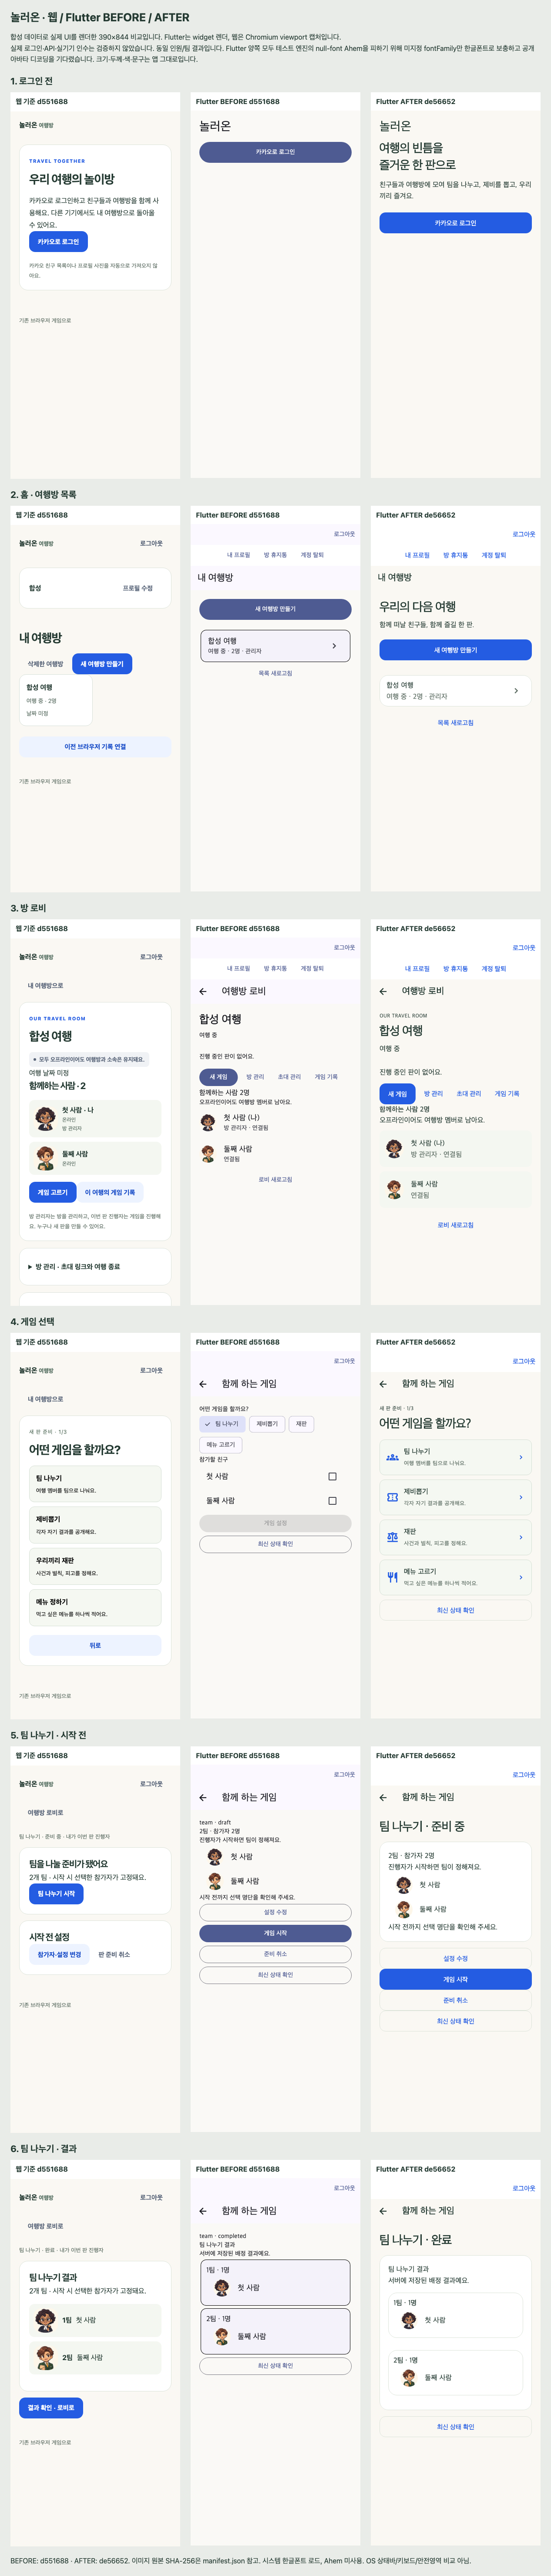 놀러온 · 웹 / Flutter BEFORE / AFTER
합성 데이터로 실제 UI를 렌더한 390×844 비교입니다. Flutter는 widget 렌더, 웹은 Chromium viewport 캡처입니다.
실제 로그인·API·실기기 인수는 검증하지 않았습니다. 동일 인원/팀 결과입니다. Flutter 양쪽 모두 테스트 엔진의 null-font Ahem을 피하기 위해 미지정 fontFamily만 한글폰트로 보충하고 공개
아바타 디코딩을 기다렸습니다. 크기·두께·색·문구는 앱 그대로입니다.
1. 로그인 전
웹 기준 d551688
놀러온 여행방
TRAVEL TOGETHER
우리 여행의 놀이방
카카오로 로그인하고 친구들과 여행방을 함께 사
용해요. 다른 기기에서도 내 여행방으로 돌아올
수 있어요.
카카오로 로그인
카카오 친구 목록이나 프로필 사진을 자동으로 가져오지 않
아요.
기존 브라우저 게임으로
Flutter BEFORE d551688
놀러온
카카오로 로그인
Flutter AFTER de56652
놀러온
여행의 빈틈을
즐거운 한 판으로
친구들과 여행방에 모여 팀을 나누고, 제비를 뽑고, 우리
끼리 즐겨요.
카카오로 로그인
2. 홈 · 여행방 목록
웹 기준 d551688
놀러온 여행방
로그아웃
합성
프로필 수정
내 여행방
삭제한 여행방
새 여행방 만들기
합성 여행
여행 중 · 2명
날짜 미정
이전 브라우저 기록 연결
기존 브라우저 게임으로
Flutter BEFORE d551688
로그아웃
내 프로필
방 휴지통
계정 탈퇴
내 여행방
새 여행방 만들기
합성 여행
여행 중 · 2명 · 관리자
목록 새로고침
Flutter AFTER de56652
로그아웃
내 프로필
방 휴지통
계정 탈퇴
내 여행방
우리의 다음 여행
함께 떠날 친구들, 함께 즐길 한 판.
새 여행방 만들기
합성 여행
여행 중 · 2명 · 관리자
목록 새로고침
3. 방 로비
웹 기준 d551688
놀러온 여행방
로그아웃
내 여행방으로
OUR TRAVEL ROOM
합성 여행
● 모두 오프라인이어도 여행방과 소속은 유지돼요.
여행 날짜 미정
함께하는 사람 · 2
첫 사람 · 나
온라인
방 관리자
둘째 사람
온라인
게임 고르기
이 여행의 게임 기록
방 관리자는 방을 관리하고, 이번 판 진행자는 게임을 진행해
요. 누구나 새 판을 만들 수 있어요.
▶ 방 관리 · 초대 링크와 여행 종료
Flutter BEFORE d551688
로그아웃
내 프로필
방 휴지통
계정 탈퇴
여행방 로비
합성 여행
여행 중
진행 중인 판이 없어요.
새 게임
방 관리
초대 관리
게임 기록
함께하는 사람 2명
오프라인이어도 여행방 멤버로 남아요.
첫 사람 (나)
방 관리자 · 연결됨
둘째 사람
연결됨
로비 새로고침
Flutter AFTER de56652
로그아웃
내 프로필
방 휴지통
계정 탈퇴
여행방 로비
OUR TRAVEL ROOM
합성 여행
여행 중
진행 중인 판이 없어요.
새 게임
방 관리
초대 관리
게임 기록
함께하는 사람 2명
오프라인이어도 여행방 멤버로 남아요.
첫 사람 (나)
방 관리자 · 연결됨
둘째 사람
연결됨
로비 새로고침
4. 게임 선택
웹 기준 d551688
놀러온 여행방
로그아웃
내 여행방으로
새 판 준비 · 1/3
어떤 게임을 할까요?
팀 나누기
여행 멤버를 팀으로 나눠요.
제비뽑기
각자 자기 결과를 공개해요.
우리끼리 재판
사건과 벌칙, 피고를 정해요.
메뉴 정하기
먹고 싶은 메뉴를 하나씩 적어요.
뒤로
기존 브라우저 게임으로
Flutter BEFORE d551688
로그아웃
함께 하는 게임
어떤 게임을 할까요?
팀 나누기
제비뽑기
재판
메뉴 고르기
참가할 친구
첫 사람
둘째 사람
게임 설정
최신 상태 확인
Flutter AFTER de56652
로그아웃
함께 하는 게임
새 판 준비 · 1/3
어떤 게임을 할까요?
팀 나누기
여행 멤버를 팀으로 나눠요.
제비뽑기
각자 자기 결과를 공개해요.
재판
사건과 벌칙, 피고를 정해요.
메뉴 고르기
먹고 싶은 메뉴를 하나씩 적어요.
최신 상태 확인
5. 팀 나누기 · 시작 전
웹 기준 d551688
놀러온 여행방
로그아웃
여행방 로비로
팀 나누기 · 준비 중 · 내가 이번 판 진행자
팀을 나눌 준비가 됐어요
2개 팀 · 시작 시 선택한 참가자가 고정돼요.
팀 나누기 시작
시작 전 설정
참가자·설정 변경
판 준비 취소
기존 브라우저 게임으로
Flutter BEFORE d551688
로그아웃
함께 하는 게임
team · draft
2팀 · 참가자 2명
진행자가 시작하면 팀이 정해져요.
첫 사람
둘째 사람
시작 전까지 선택 명단을 확인해 주세요.
설정 수정
게임 시작
준비 취소
최신 상태 확인
Flutter AFTER de56652
로그아웃
함께 하는 게임
팀 나누기 · 준비 중
2팀 · 참가자 2명
진행자가 시작하면 팀이 정해져요.
첫 사람
둘째 사람
시작 전까지 선택 명단을 확인해 주세요.
설정 수정
게임 시작
준비 취소
최신 상태 확인
6. 팀 나누기 · 결과
웹 기준 d551688
놀러온 여행방
로그아웃
여행방 로비로
팀 나누기 · 완료 · 내가 이번 판 진행자
팀 나누기 결과
2개 팀 · 시작 시 선택한 참가자가 고정돼요.
1팀 첫 사람
2팀 둘째 사람
결과 확인 · 로비로
기존 브라우저 게임으로
Flutter BEFORE d551688
로그아웃
함께 하는 게임
team · completed
팀 나누기 결과
서버에 저장된 배정 결과예요.
1팀 · 1명
첫 사람
2팀 · 1명
둘째 사람
최신 상태 확인
Flutter AFTER de56652
로그아웃
함께 하는 게임
팀 나누기 · 완료
팀 나누기 결과
서버에 저장된 배정 결과예요.
1팀 · 1명
첫 사람
2팀 · 1명
둘째 사람
최신 상태 확인
BEFORE: d551688 · AFTER: de56652. 이미지 원본 SHA-256은 manifest.json 참고. 시스템 한글폰트 로드, Ahem 미사용. OS 상태바/키보드/안전영역 비교 아님.